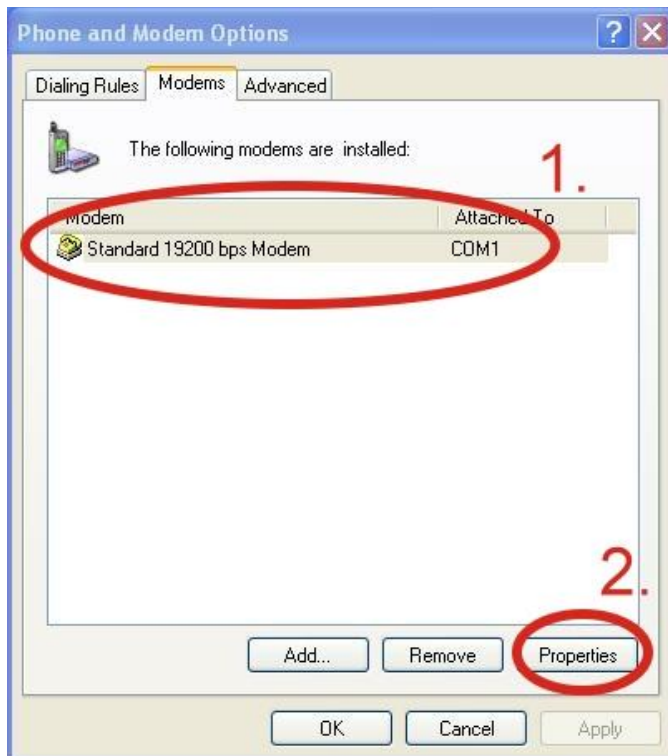 Phone and Modem Options
Dialing Rules Modems Advanced
The following modems are installed:
1.
Modem Attached To
Standard 19200 bps Modem COM1
2.
Add... Remove Properties
OK Cancel Apply